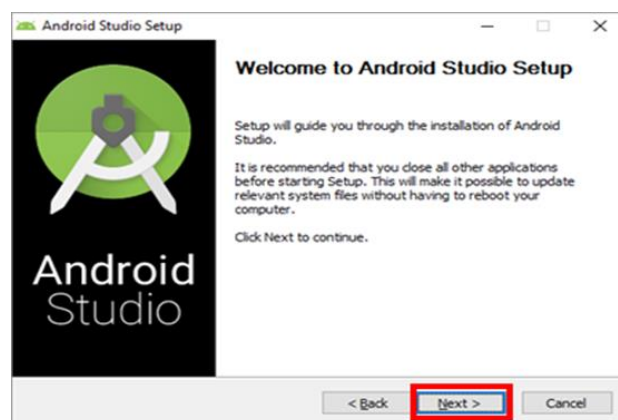 Android Studio Setup
Welcome to Android Studio Setup
Setup will guide you through the installation of Android
Studio.
It is recommended that you close all other applications
before starting Setup. This will make it possible to update
relevant system files without having to reboot your
computer.
Click Next to continue.
Android
Studio
< Back
Next >
Cancel